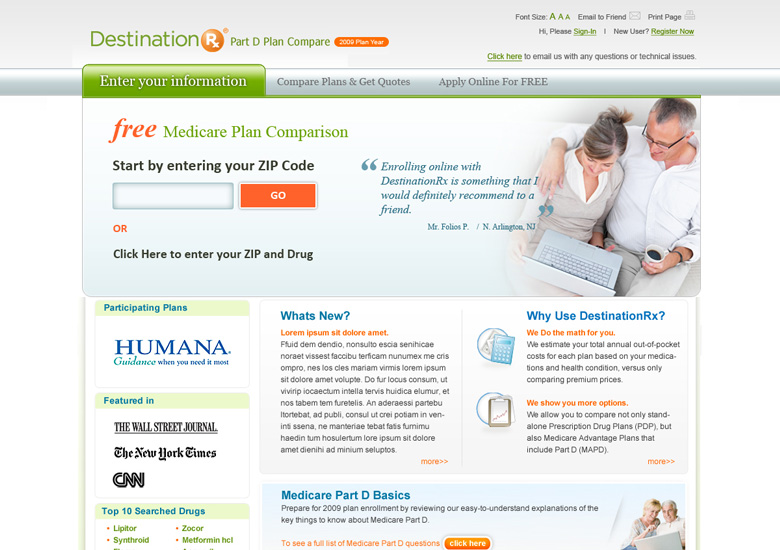 Font Size: A A A Email to Friend Print Page
Hi, Please Sign-In I New User? Register Now
DestinationRx® Part D Plan Compare 2009 Plan Year
Click here to email us with any questions or technical issues.
Enter your information Compare Plans & Get Quotes Apply Online For FREE
free Medicare Plan Comparison
Start by entering your ZIP Code
GO
OR
Click Here to enter your ZIP and Drug
“ Enrolling online with
DestinationRx is something that I
would definitely recommend to a
friend. ”
Mr. Folios P. / N. Arlington, NJ
Participating Plans
HUMANA®
Guidance when you need it most
Featured in
THE WALL STREET JOURNAL.
The New York Times
CNN
Top 10 Searched Drugs
• Lipitor • Zocor
• Synthroid • Metformin hcl
Whats New?
Lorem ipsum sit dolore amet.
Ffuid dem dendio, nonsulto escia senihicae
noraet vissest faccibu terficam nunumex me cris
ompro, nes los cles mariam virmis lorem ipsum
sit dolore amet volupte. Do fur locus consum, ut
vivirip iocaectum intella tervis huidica elumur, et
nos tabem tem furetelis. An aderaessi partebu
Itortebat, ad publi, consul ut crei potiam in ven-
inti ssena, ne manteriae tebat fatis furnimu
haedin tum hosulertum lore ipsum sit dolore
amet dienihi ad minium seluptos.
more>>
Why Use DestinationRx?
We Do the math for you.
We estimate your total annual out-of-pocket
costs for each plan based on your medica-
tions and health condition, versus only
comparing premium prices.
We show you more options.
We allow you to compare not only stand-
alone Prescription Drug Plans (PDP), but
also Medicare Advantage Plans that
include Part D (MAPD).
more>>
Medicare Part D Basics
Prepare for 2009 plan enrollment by reviewing our easy-to-understand explanations of the
key things to know about Medicare Part D.
To see a full list of Medicare Part D questions click here